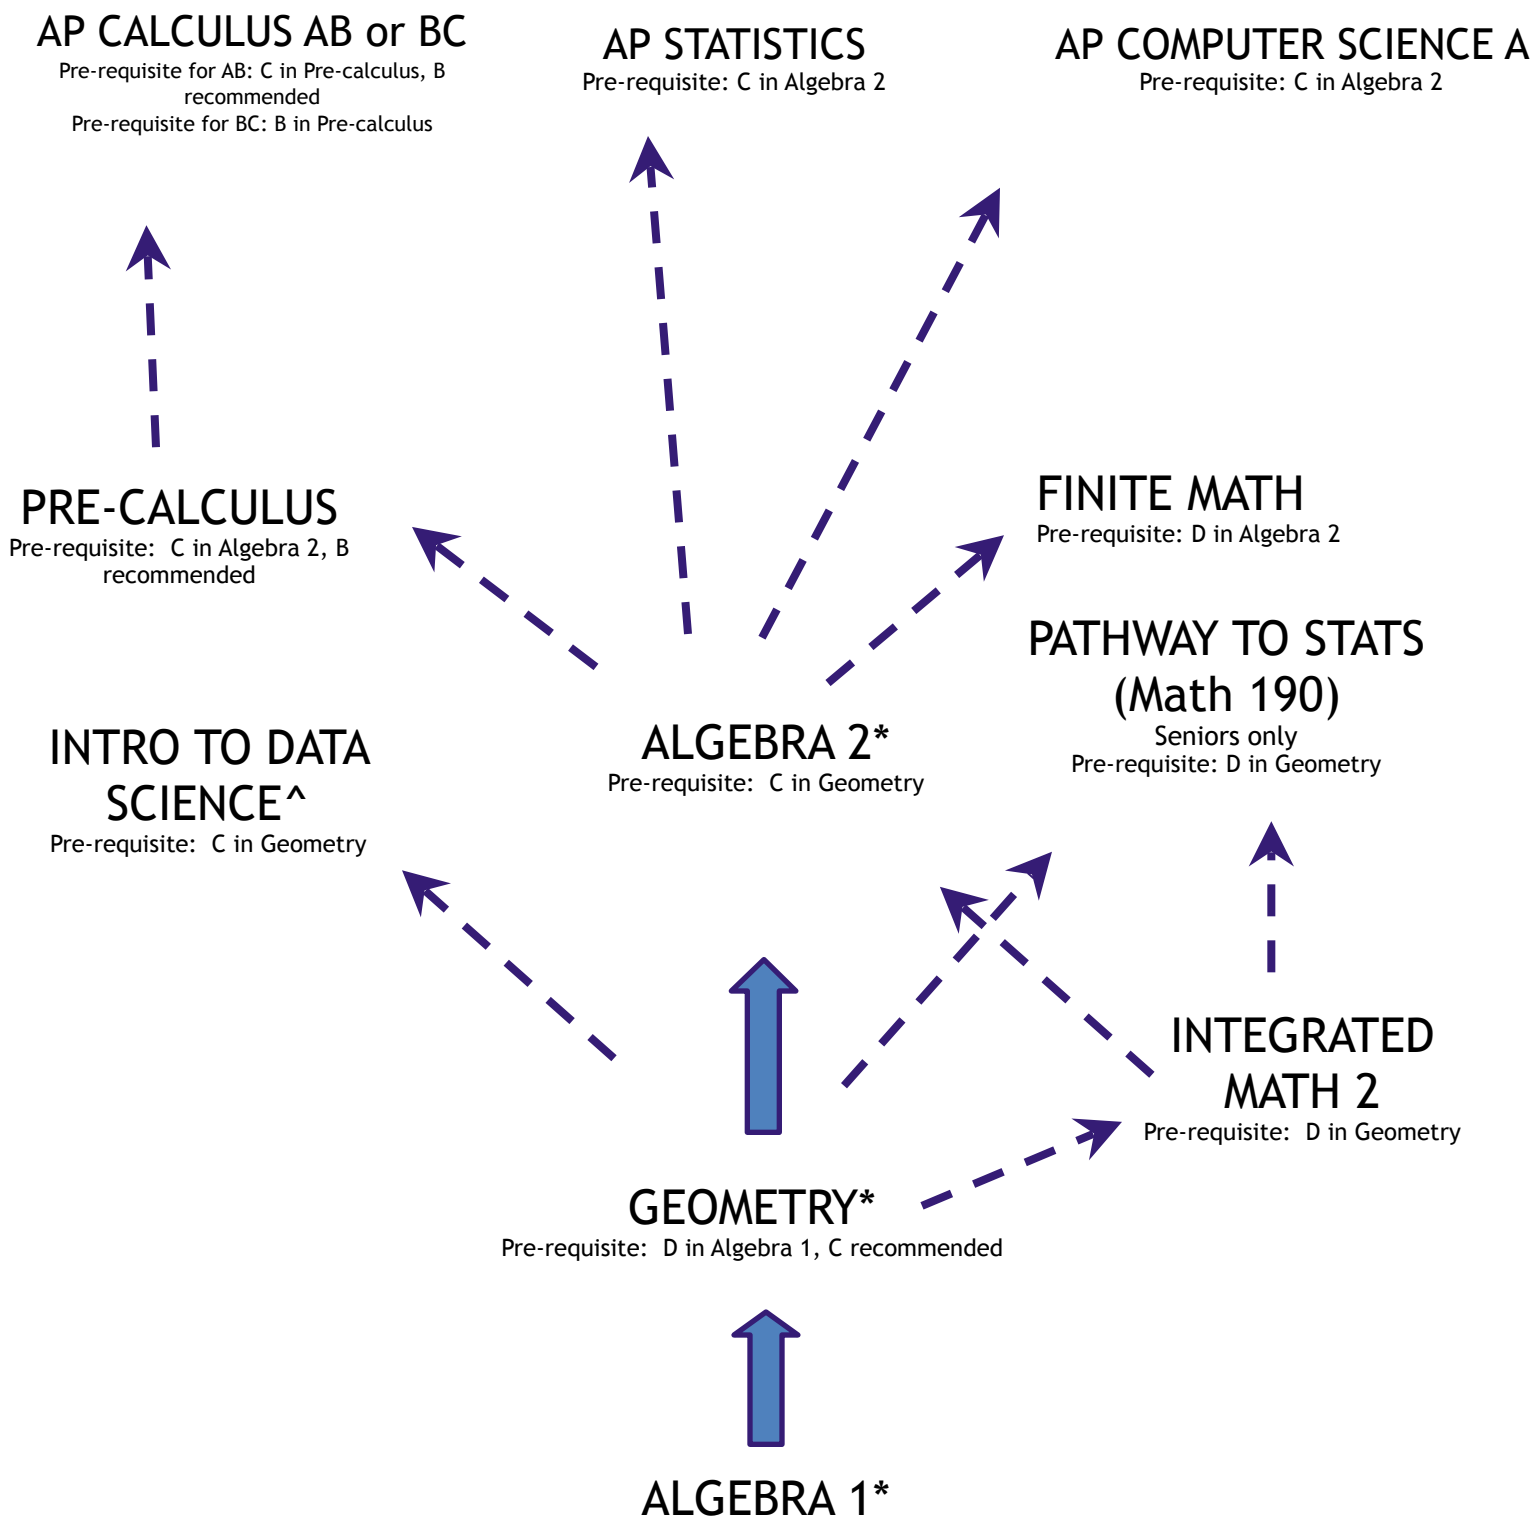 AP CALCULUS AB or BC
Pre-requisite for AB: C in Pre-calculus, B
recommended
Pre-requisite for BC: B in Pre-calculus
AP STATISTICS
Pre-requisite: C in Algebra 2
AP COMPUTER SCIENCE A
Pre-requisite: C in Algebra 2
PRE-CALCULUS
Pre-requisite: C in Algebra 2, B
recommended
FINITE MATH
Pre-requisite: D in Algebra 2
PATHWAY TO STATS
(Math 190)
Seniors only
Pre-requisite: D in Geometry
INTRO TO DATA
SCIENCE^
Pre-requisite: C in Geometry
ALGEBRA 2*
Pre-requisite: C in Geometry
INTEGRATED
MATH 2
Pre-requisite: D in Geometry
GEOMETRY*
Pre-requisite: D in Algebra 1, C recommended
ALGEBRA 1*